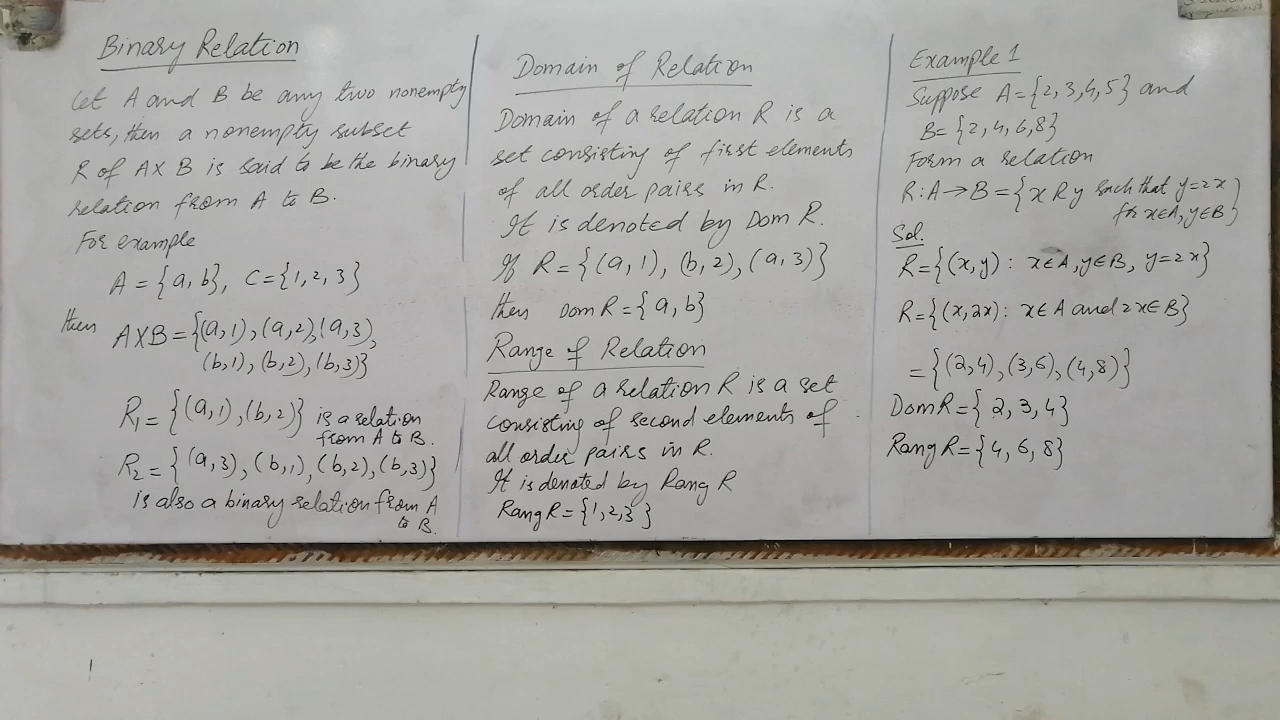 Binary Relation
Let A and B be any two nonempty
sets, then a nonempty subset
R of A X B is said to be the binary
relation from A to B.
For example
A = {a, b}, C = {1, 2, 3}
then A X B = {(a, 1), (a, 2), (a, 3),
(b, 1), (b, 2), (b, 3)}
R₁ = {(a, 1), (b, 2)} is a relation
from A to B.
R₂ = {(a, 3), (b, 1), (b, 2), (b, 3)}
is also a binary relation from A
to B.
Domain of Relation
Domain of a relation R is a
set consisting of first elements
of all order pairs in R.
It is denoted by Dom R.
If R = {(a, 1), (b, 2), (a, 3)}
then Dom R = {a, b}
Range of Relation
Range of a relation R is a set
consisting of second elements of
all order pairs in R.
It is denoted by Rang R
Rang R = {1, 2, 3}
Example 1
Suppose A = {2, 3, 4, 5} and
B = {2, 4, 6, 8}
Form a relation
R : A → B = {x R y such that y = 2x
for x ∈ A, y ∈ B}
Sol.
R = {(x, y) : x ∈ A, y ∈ B, y = 2x}
R = {(x, 2x) : x ∈ A and 2x ∈ B}
= {(2, 4), (3, 6), (4, 8)}
Dom R = {2, 3, 4}
Rang R = {4, 6, 8}